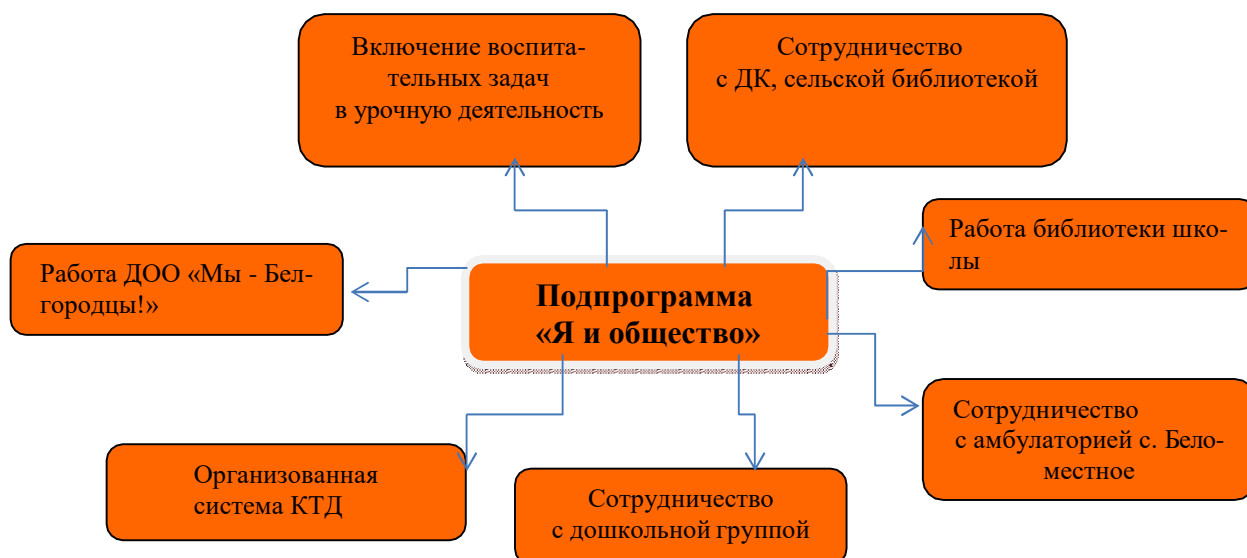 Включение воспита-
тельных задач
в урочную деятельность
Сотрудничество
с ДК, сельской библиотекой
Работа библиотеки шко-
лы
Работа ДОО «Мы - Бел-
городцы!»
Подпрограмма
«Я и общество»
Сотрудничество
с амбулаторией с. Бело-
местное
Организованная
система КТД
Сотрудничество
с дошкольной группой